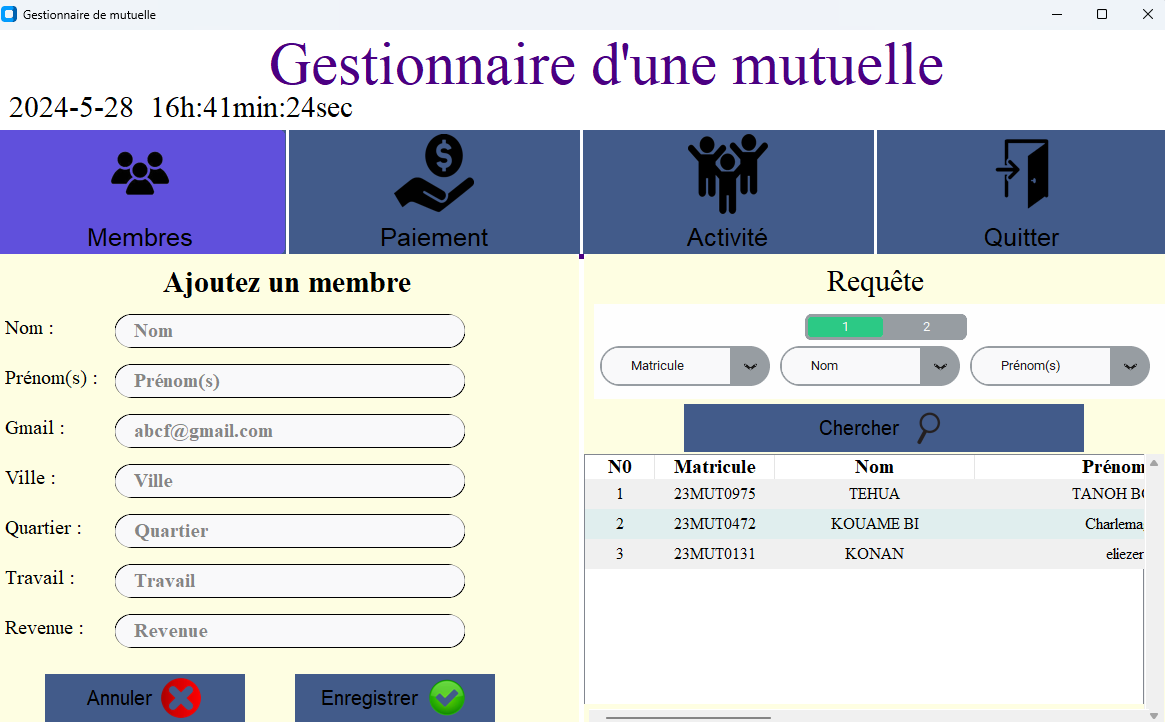 Gestionnaire de mutuelle
Gestionnaire d'une mutuelle
2024-5-28 16h:41min:24sec
Membres Paiement Activité Quitter
Ajoutez un membre
Nom : Nom
Prénom(s) : Prénom(s)
Gmail : abcf@gmail.com
Ville : Ville
Quartier : Quartier
Travail : Travail
Revenue : Revenue
Annuler Enregistrer
Requête
1 2
Matricule Nom Prénom(s)
Chercher
N0 Matricule Nom Prénom
1 23MUT0975 TEHUA TANOH BO
2 23MUT0472 KOUAME BI Charlema
3 23MUT0131 KONAN eliezer